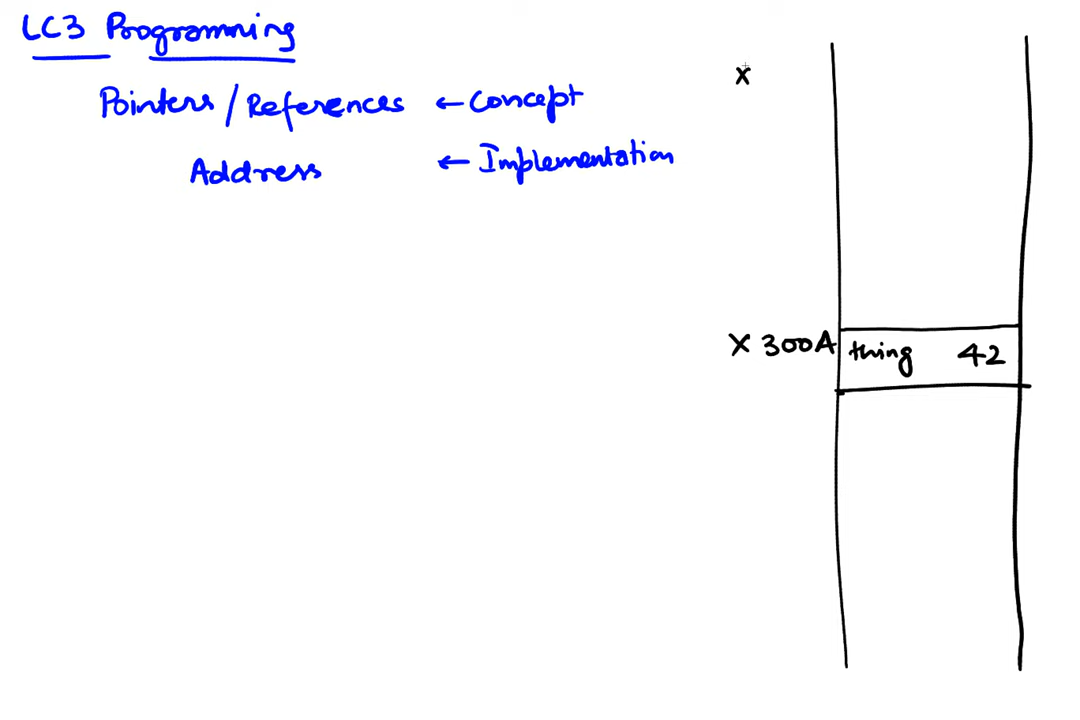 LC3 Programming
Pointers / References ← Concept
Address ← Implementation
x
x 300A thing 42